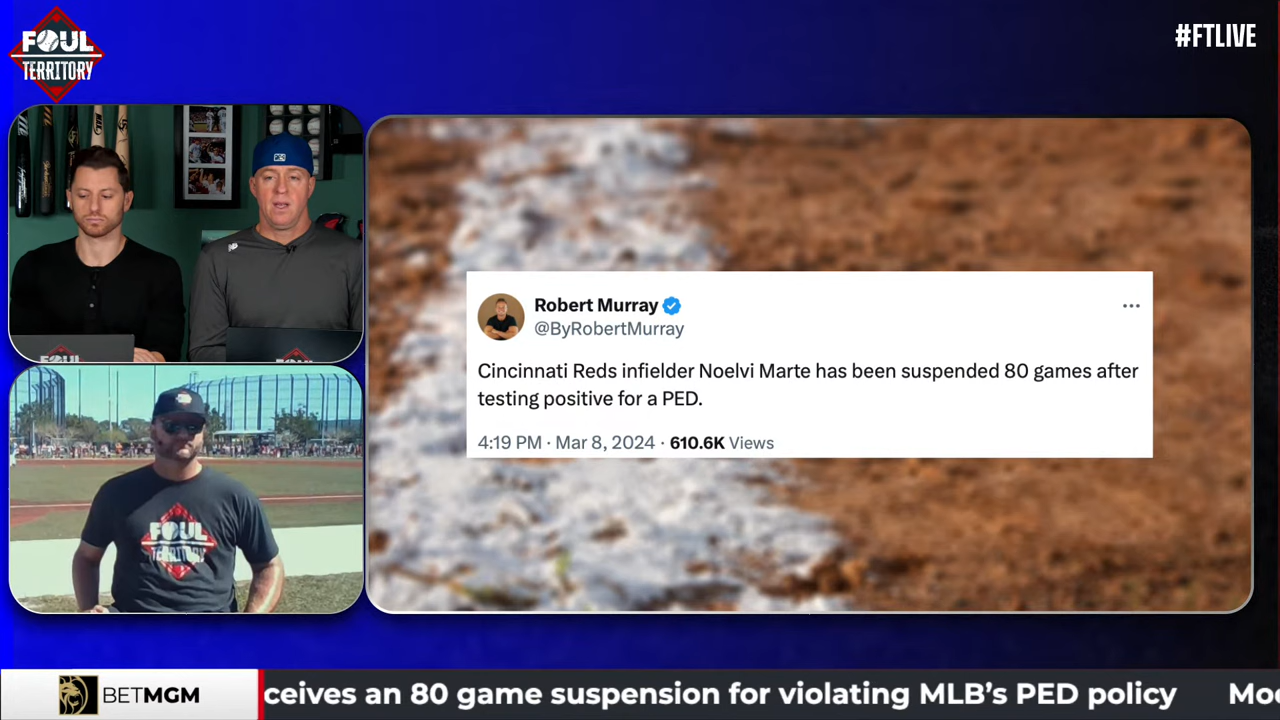 FOUL
TERRITORY
#FTLIVE
Robert Murray
@ByRobertMurray
Cincinnati Reds infielder Noelvi Marte has been suspended 80 games after
testing positive for a PED.
4:19 PM · Mar 8, 2024 · 610.6K Views
FOUL
FOUL
FOUL
TERRITORY
BETMGM
ceives an 80 game suspension for violating MLB's PED policy